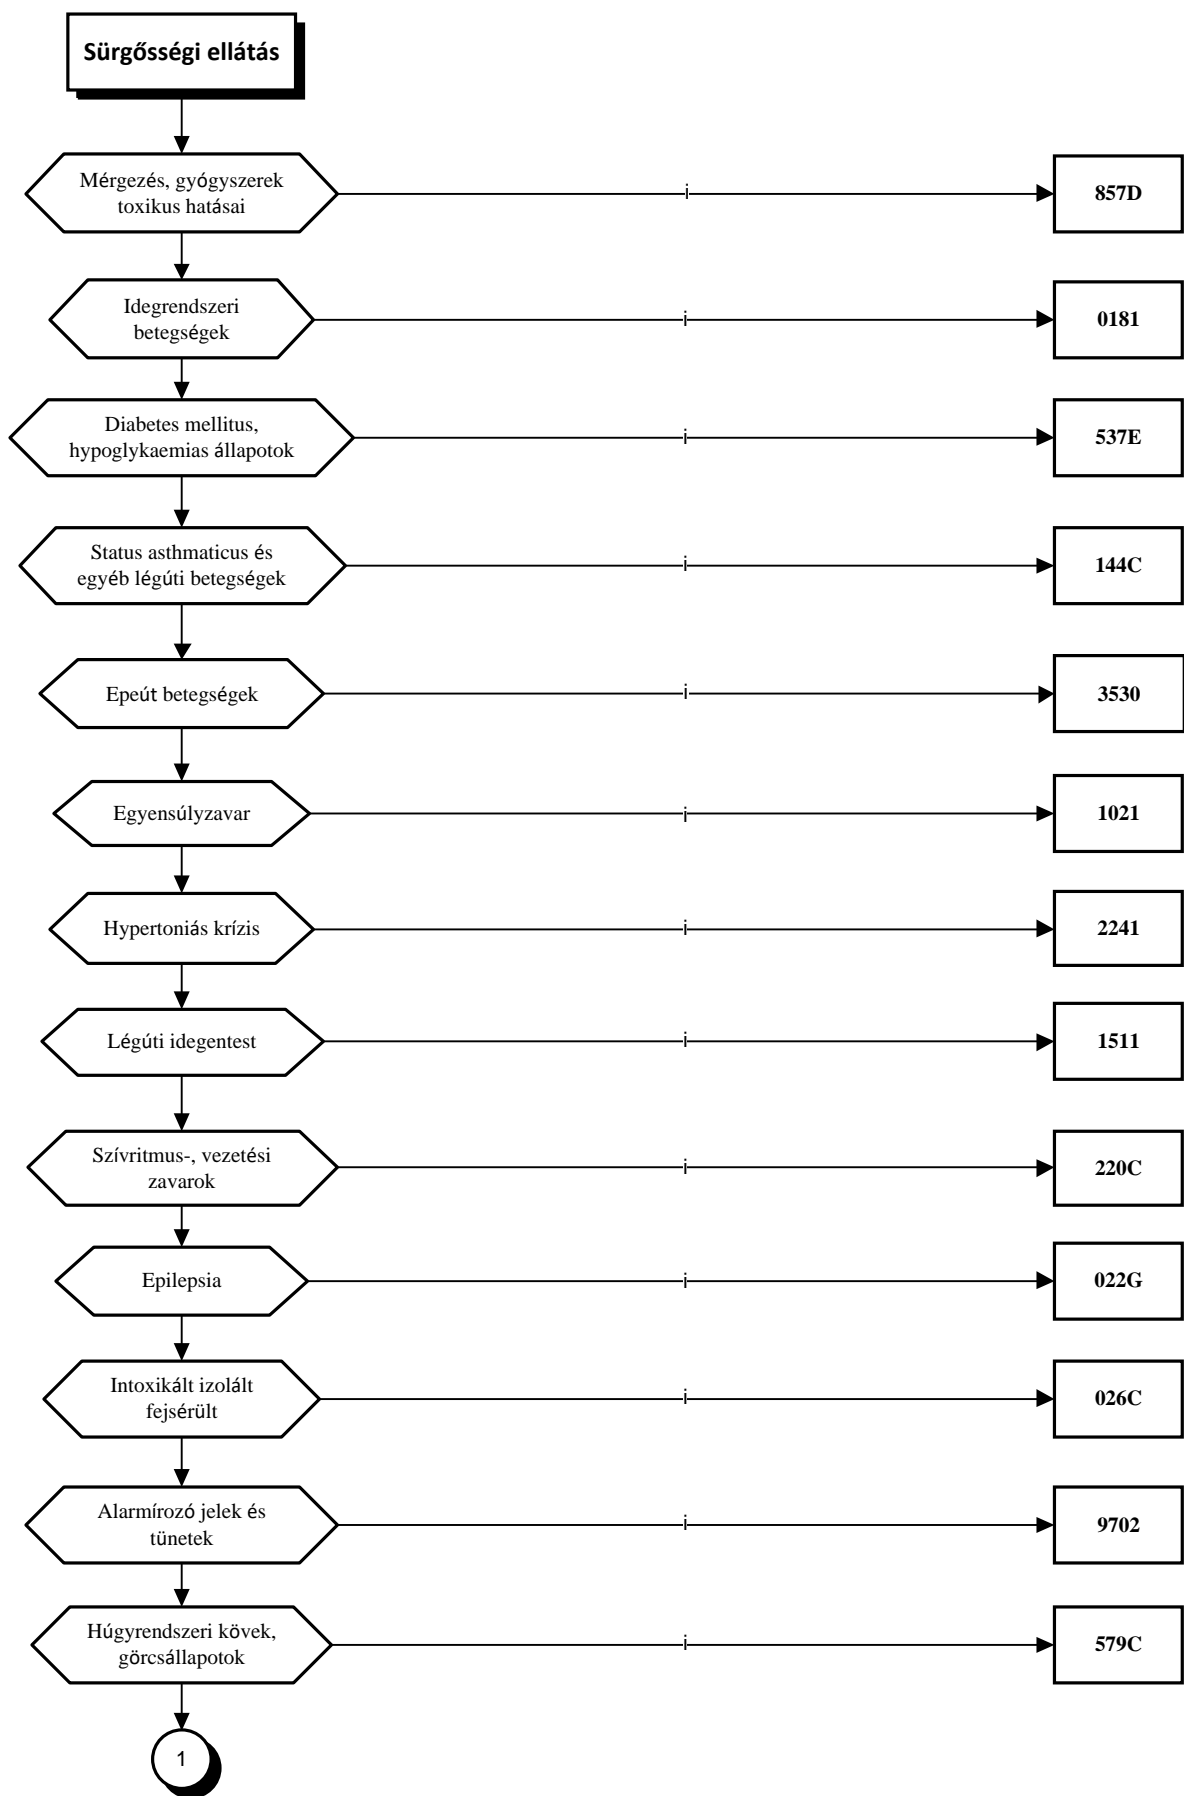 Sürgősségi ellátás
Mérgezés, gyógyszerek
toxikus hatásai
i
857D
Idegrendszeri
betegségek
i
0181
Diabetes mellitus,
hypoglykaemias állapotok
i
537E
Status asthmaticus és
egyéb légúti betegségek
i
144C
Epeút betegségek
i
3530
Egyensúlyzavar
i
1021
Hypertoniás krízis
i
2241
Légúti idegentest
i
1511
Szívritmus-, vezetési
zavarok
i
220C
Epilepsia
i
022G
Intoxikált izolált
fejsérült
i
026C
Alarmírozó jelek és
tünetek
i
9702
Húgyrendszeri kövek,
görcsállapotok
i
579C
1